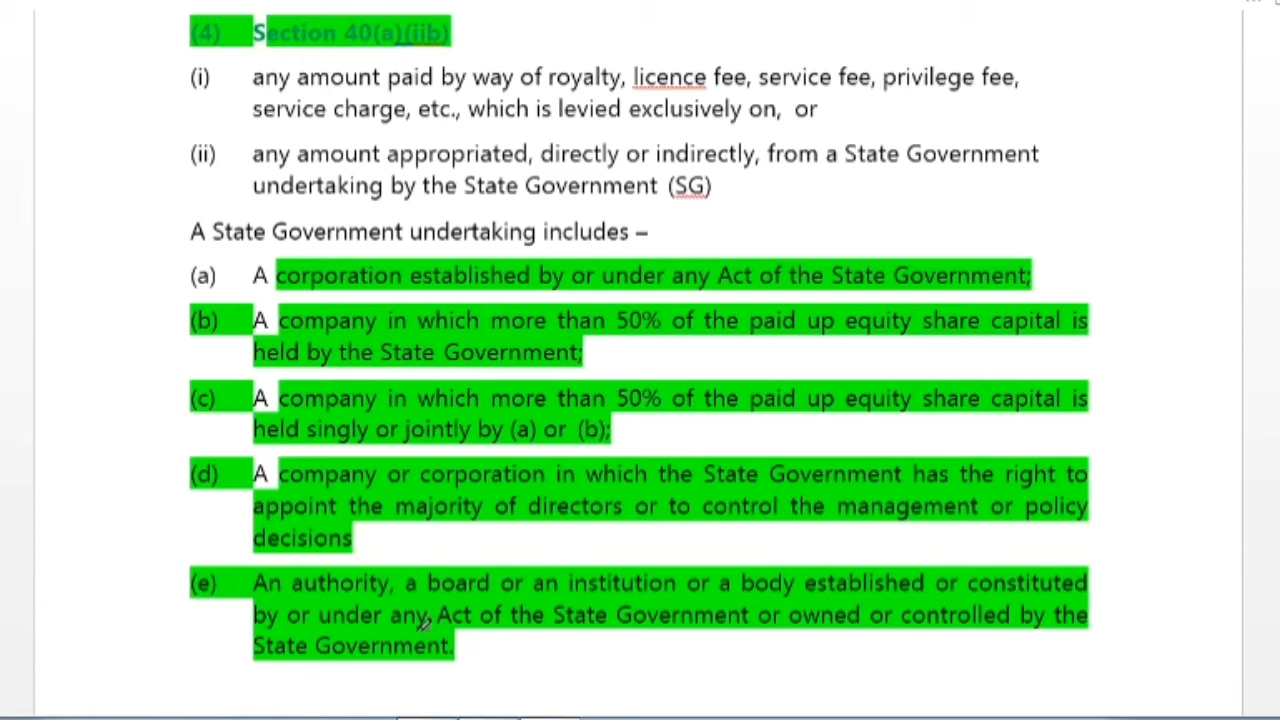 (4) Section 40(a)(iib)
(i) any amount paid by way of royalty, licence fee, service fee, privilege fee,
service charge, etc., which is levied exclusively on, or
(ii) any amount appropriated, directly or indirectly, from a State Government
undertaking by the State Government (SG)
A State Government undertaking includes –
(a) A corporation established by or under any Act of the State Government;
(b) A company in which more than 50% of the paid up equity share capital is
held by the State Government;
(c) A company in which more than 50% of the paid up equity share capital is
held singly or jointly by (a) or (b);
(d) A company or corporation in which the State Government has the right to
appoint the majority of directors or to control the management or policy
decisions
(e) An authority, a board or an institution or a body established or constituted
by or under any Act of the State Government or owned or controlled by the
State Government.